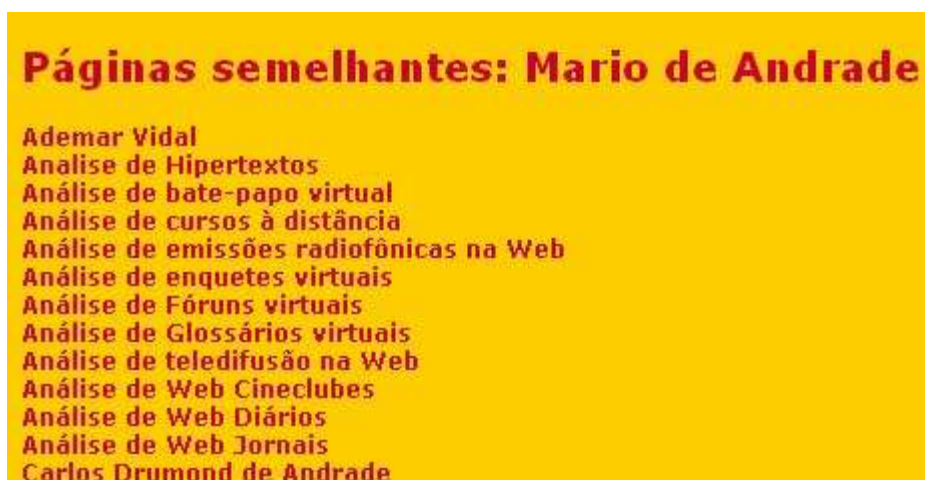 Páginas semelhantes: Mario de Andrade
Ademar Vidal
Analise de Hipertextos
Análise de bate-papo virtual
Análise de cursos à distância
Análise de emissões radiofônicas na Web
Análise de enquetes virtuais
Análise de Fóruns virtuais
Análise de Glossários virtuais
Análise de teledifusão na Web
Análise de Web Cineclubes
Análise de Web Diários
Análise de Web Jornais
Carlos Drumond de Andrade